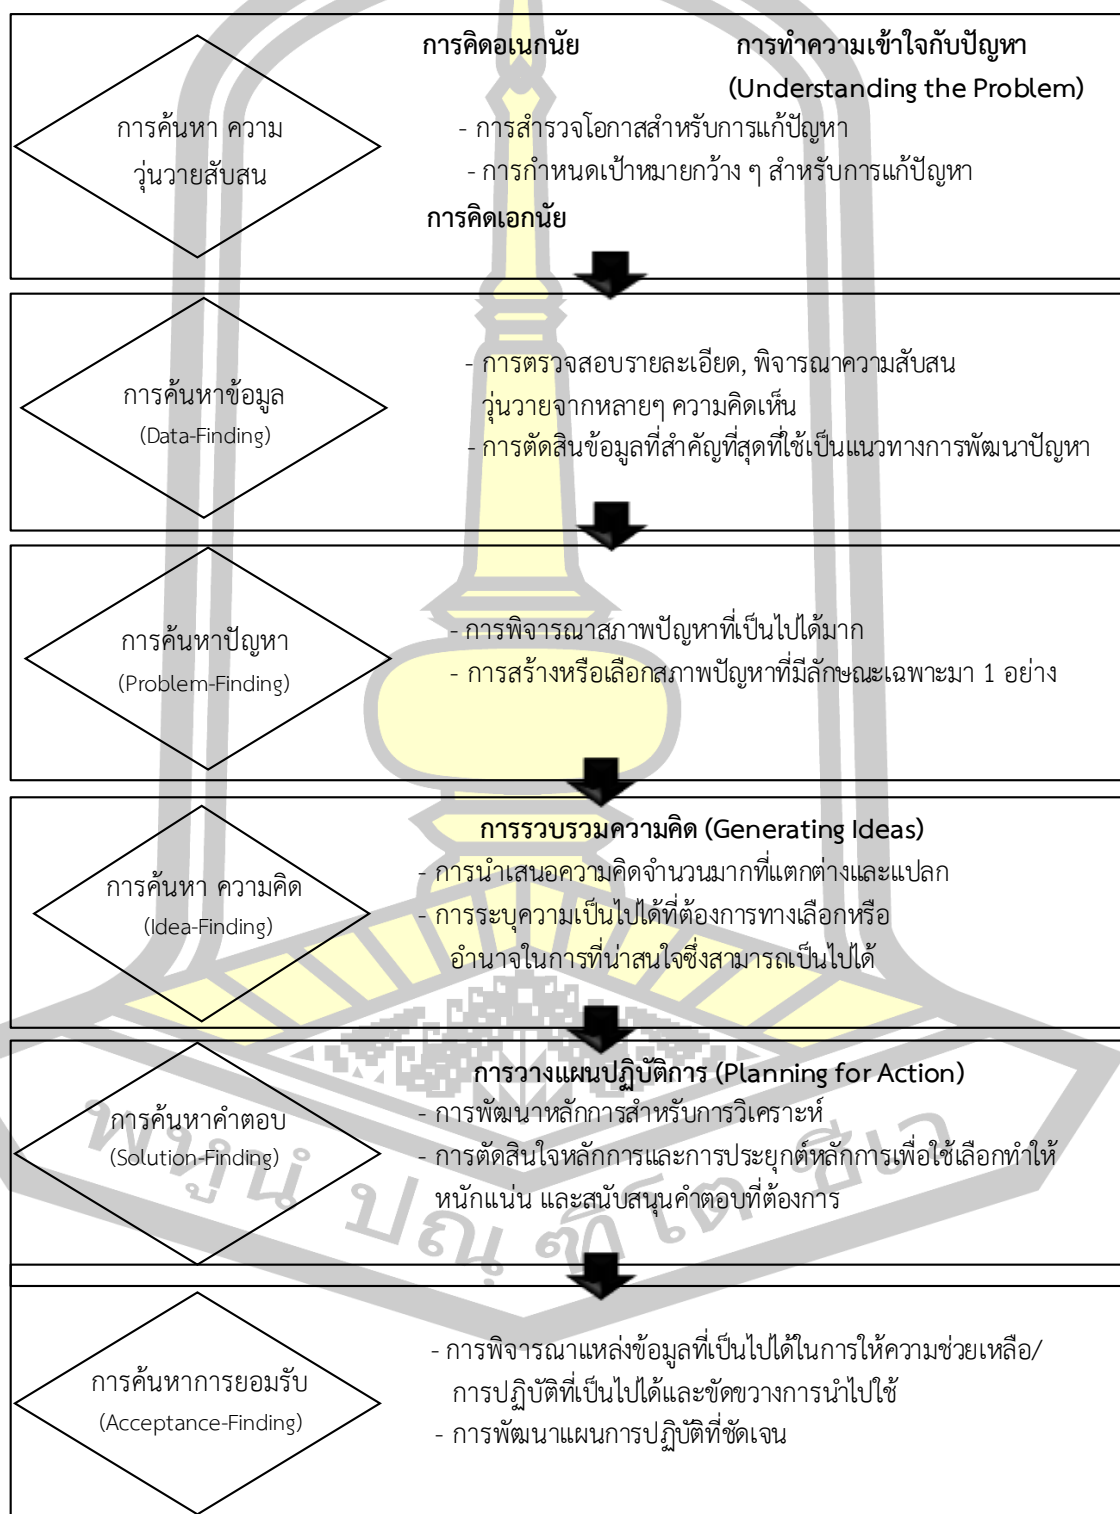 การคิดอเนกนัย การทำความเข้าใจกับปัญหา
(Understanding the Problem)
การค้นหา ความ
วุ่นวายสับสน
- การสำรวจโอกาสสำหรับการแก้ปัญหา
- การกำหนดเป้าหมายกว้าง ๆ สำหรับการแก้ปัญหา
การคิดเอกนัย
การค้นหาข้อมูล
(Data-Finding)
- การตรวจสอบรายละเอียด, พิจารณาความสับสน
วุ่นวายจากหลายๆ ความคิดเห็น
- การตัดสินข้อมูลที่สำคัญที่สุดที่ใช้เป็นแนวทางการพัฒนาปัญหา
การค้นหาปัญหา
(Problem-Finding)
- การพิจารณาสภาพปัญหาที่เป็นไปได้มาก
- การสร้างหรือเลือกสภาพปัญหาที่มีลักษณะเฉพาะมา 1 อย่าง
การรวบรวมความคิด (Generating Ideas)
การค้นหา ความคิด
(Idea-Finding)
- การนำเสนอความคิดจำนวนมากที่แตกต่างและแปลก
- การระบุความเป็นไปได้ที่ต้องการทางเลือกหรือ
อำนาจในการที่น่าสนใจซึ่งสามารถเป็นไปได้
การวางแผนปฏิบัติการ (Planning for Action)
การค้นหาคำตอบ
(Solution-Finding)
- การพัฒนาหลักการสำหรับการวิเคราะห์
- การตัดสินใจหลักการและการประยุกต์หลักการเพื่อใช้เลือกทำให้
หนักแน่น และสนับสนุนคำตอบที่ต้องการ
พหูนํ ปณฺฑิโต ชีเว
การค้นหาการยอมรับ
(Acceptance-Finding)
- การพิจารณาแหล่งข้อมูลที่เป็นไปได้ในการให้ความช่วยเหลือ/
การปฏิบัติที่เป็นไปได้และขัดขวางการนำไปใช้
- การพัฒนาแผนการปฏิบัติที่ชัดเจน